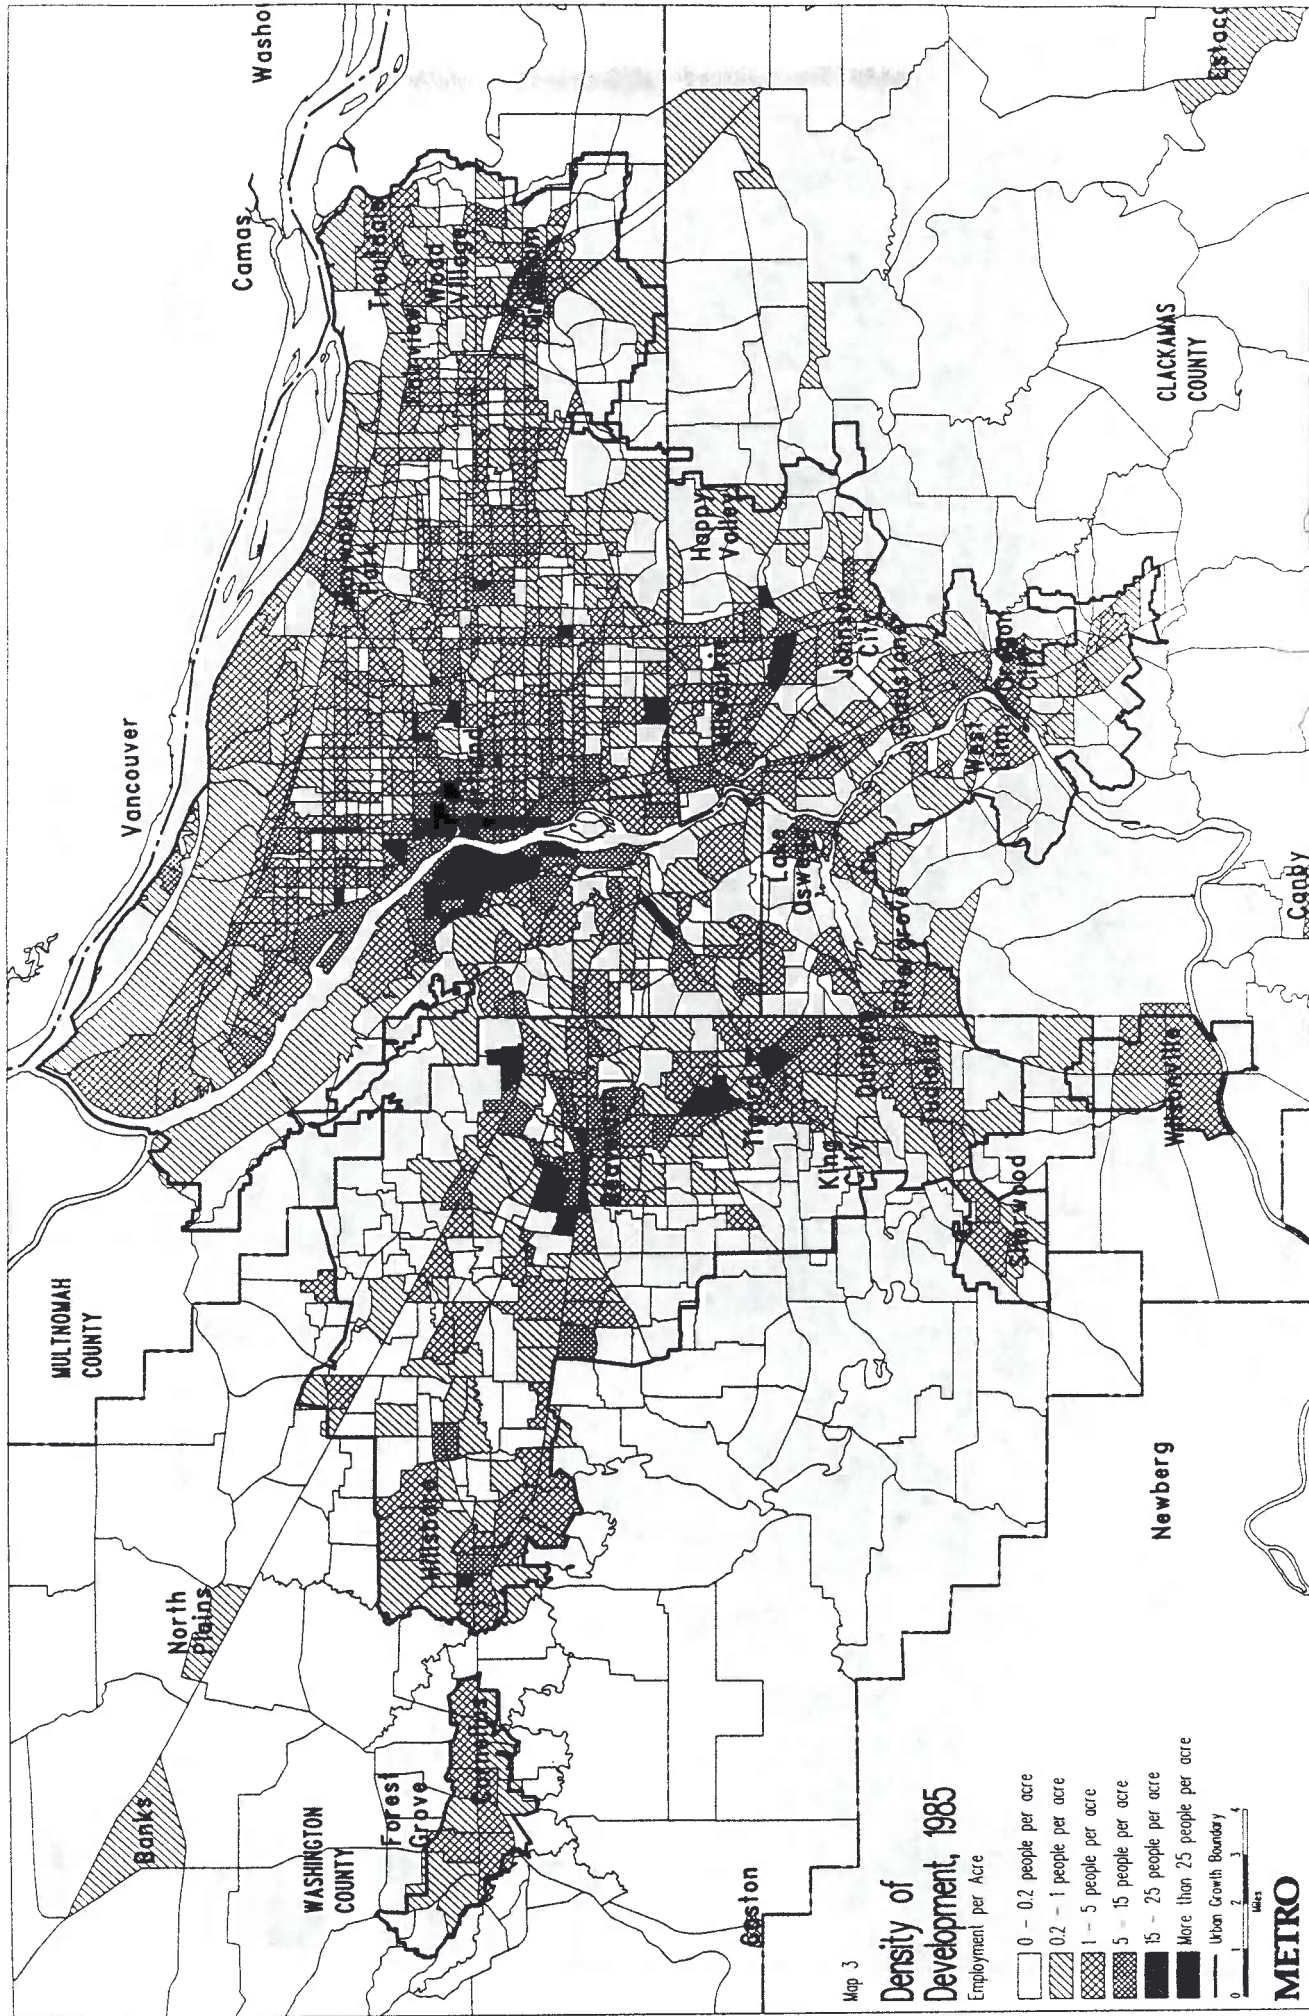 Washou
Camas
Vancouver
Troutdale
Wood
Village
Fairview
Gresham
Maywood
Park
Portland
MULTNOMAH
COUNTY
Happy
Valley
Milwaukie
Johnson
City
Gladstone
Oregon
City
West
Linn
Lake
Oswego
Rivergrove
Durham
Tualatin
Tigard
King
City
Beaverton
Sherwood
Wilsonville
Canby
Estaca
CLACKAMAS
COUNTY
Hillsboro
North
Plains
Banks
Cornelius
Forest
Grove
WASHINGTON
COUNTY
Gaston
Newberg
Map 3
Density of
Development, 1985
Employment per Acre
0 - 0.2 people per acre
0.2 - 1 people per acre
1 - 5 people per acre
5 - 15 people per acre
15 - 25 people per acre
More than 25 people per acre
Urban Growth Boundary
0 1 2 3 4
Miles
METRO